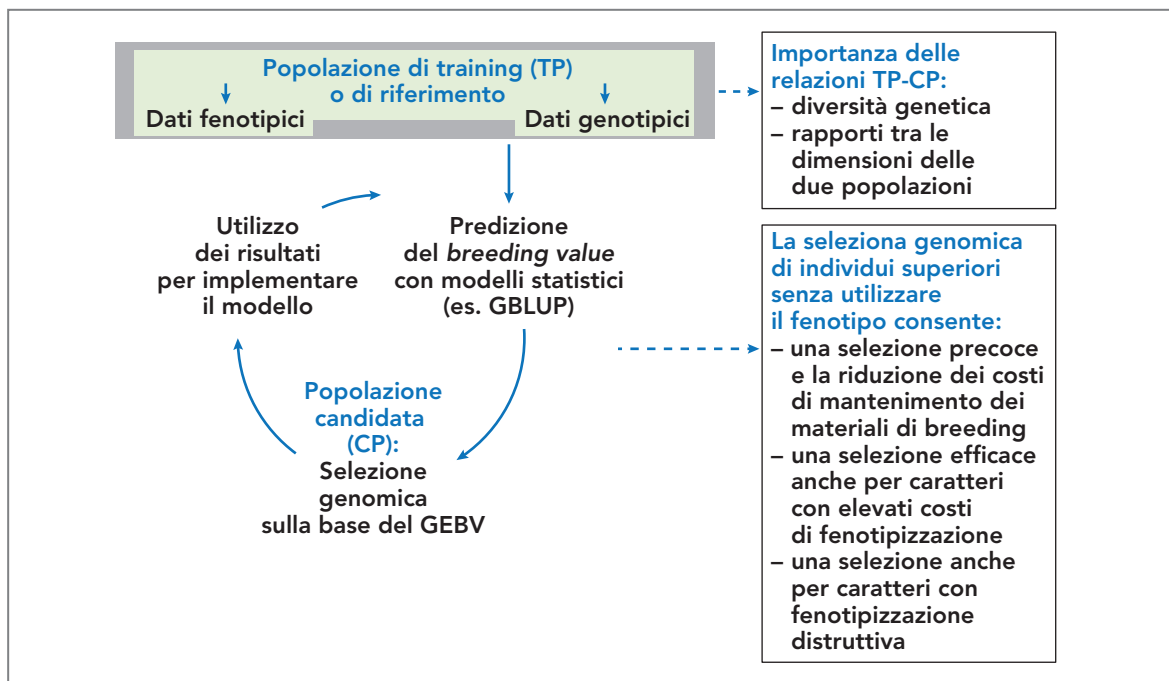 Popolazione di training (TP)
o di riferimento
Dati fenotipici
Dati genotipici
Importanza delle
relazioni TP-CP:
– diversità genetica
– rapporti tra le
dimensioni delle
due popolazioni
Utilizzo
dei risultati
per implementare
il modello
Predizione
del breeding value
con modelli statistici
(es. GBLUP)
Popolazione
candidata
(CP):
Selezione
genomica
sulla base del GEBV
La seleziona genomica
di individui superiori
senza utilizzare
il fenotipo consente:
– una selezione precoce
e la riduzione dei costi
di mantenimento dei
materiali di breeding
– una selezione efficace
anche per caratteri
con elevati costi
di fenotipizzazione
– una selezione anche
per caratteri con
fenotipizzazione
distruttiva